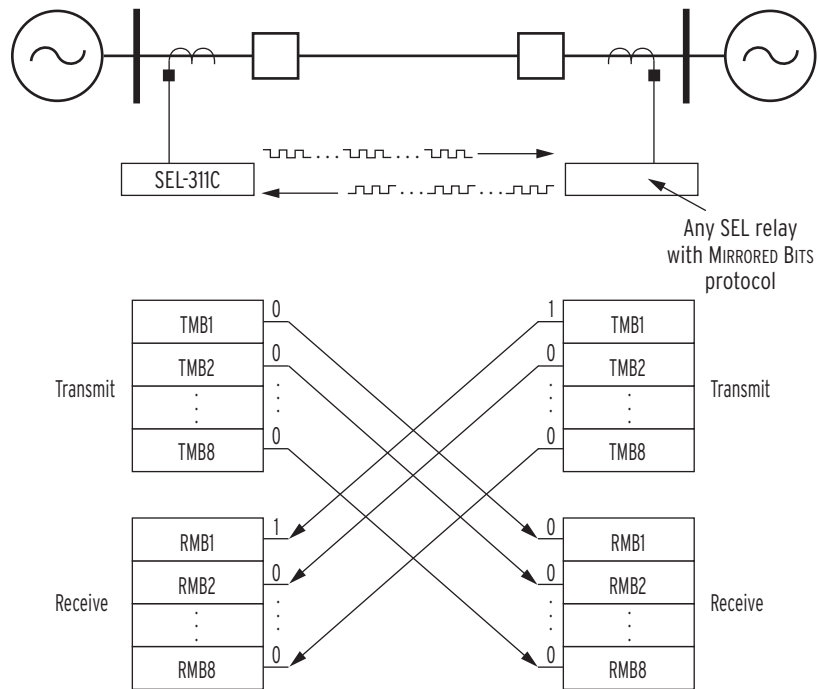 SEL-311C
Any SEL relay
with MIRRORED BITS
protocol
0
1
TMB1
TMB1
0
0
TMB2
TMB2
Transmit
Transmit
0
0
TMB8
TMB8
1
0
RMB1
RMB1
0
0
RMB2
RMB2
Receive
Receive
0
0
RMB8
RMB8